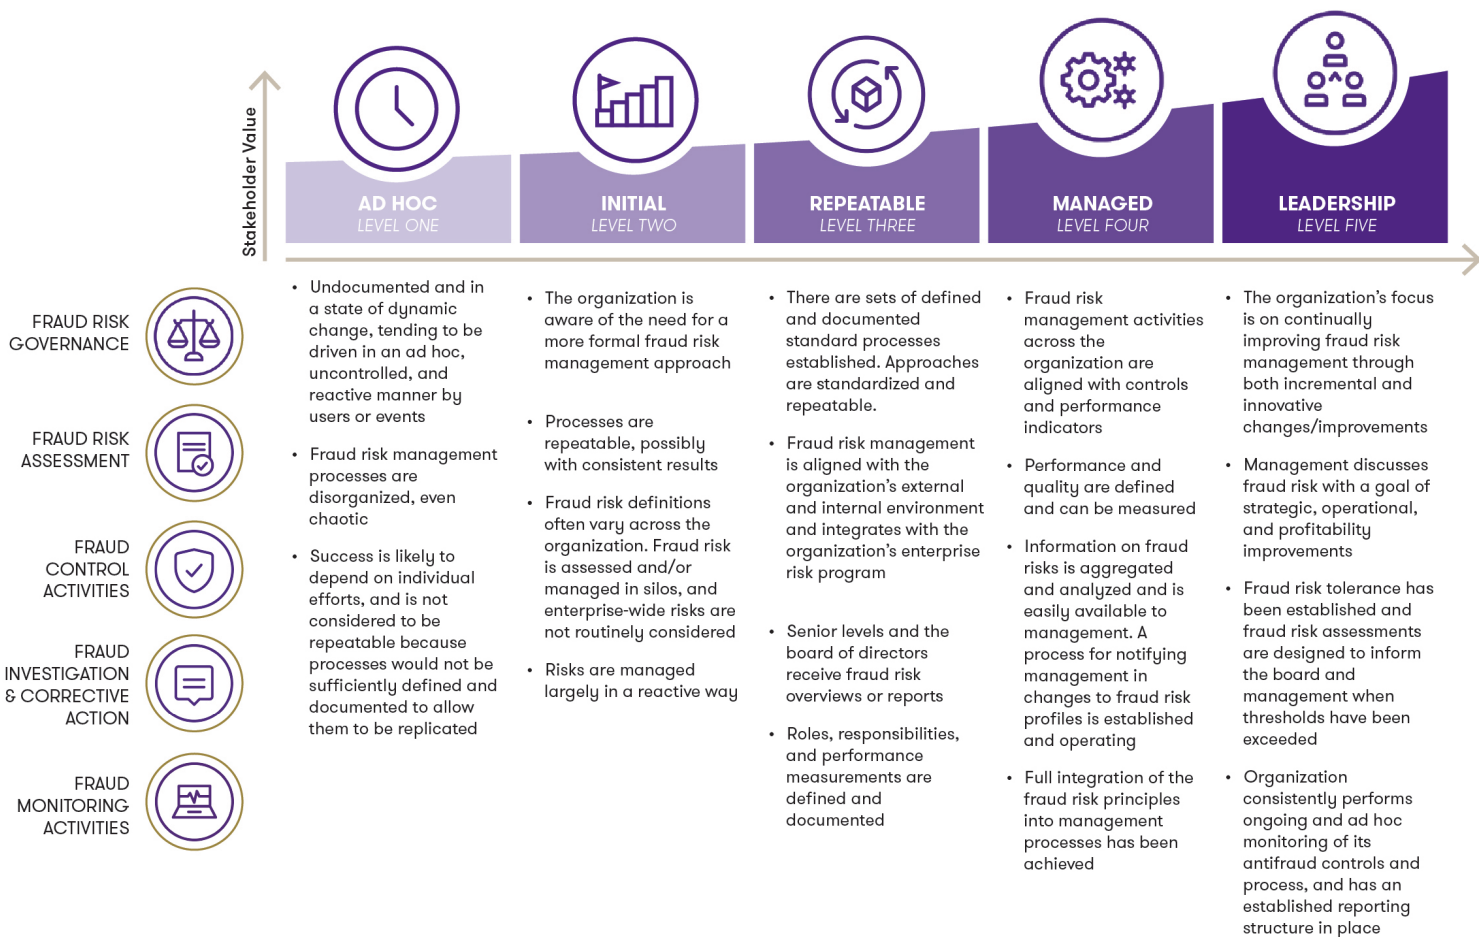 Stakeholder Value
AD HOC
LEVEL ONE
INITIAL
LEVEL TWO
REPEATABLE
LEVEL THREE
MANAGED
LEVEL FOUR
LEADERSHIP
LEVEL FIVE
FRAUD RISK
GOVERNANCE
FRAUD RISK
ASSESSMENT
FRAUD
CONTROL
ACTIVITIES
FRAUD
INVESTIGATION
& CORRECTIVE
ACTION
FRAUD
MONITORING
ACTIVITIES
• Undocumented and in
a state of dynamic
change, tending to be
driven in an ad hoc,
uncontrolled, and
reactive manner by
users or events
• Fraud risk management
processes are
disorganized, even
chaotic
• Success is likely to
depend on individual
efforts, and is not
considered to be
repeatable because
processes would not be
sufficiently defined and
documented to allow
them to be replicated
• The organization is
aware of the need for a
more formal fraud risk
management approach
• Processes are
repeatable, possibly
with consistent results
• Fraud risk definitions
often vary across the
organization. Fraud risk
is assessed and/or
managed in silos, and
enterprise-wide risks are
not routinely considered
• Risks are managed
largely in a reactive way
• There are sets of defined
and documented
standard processes
established. Approaches
are standardized and
repeatable.
• Fraud risk management
is aligned with the
organization's external
and internal environment
and integrates with the
organization's enterprise
risk program
• Senior levels and the
board of directors
receive fraud risk
overviews or reports
• Roles, responsibilities,
and performance
measurements are
defined and
documented
• Fraud risk
management activities
across the
organization are
aligned with controls
and performance
indicators
• Performance and
quality are defined
and can be measured
• Information on fraud
risks is aggregated
and analyzed and is
easily available to
management. A
process for notifying
management in
changes to fraud risk
profiles is established
and operating
• Full integration of the
fraud risk principles
into management
processes has been
achieved
• The organization's focus
is on continually
improving fraud risk
management through
both incremental and
innovative
changes/improvements
• Management discusses
fraud risk with a goal of
strategic, operational,
and profitability
improvements
• Fraud risk tolerance has
been established and
fraud risk assessments
are designed to inform
the board and
management when
thresholds have been
exceeded
• Organization
consistently performs
ongoing and ad hoc
monitoring of its
antifraud controls and
process, and has an
established reporting
structure in place